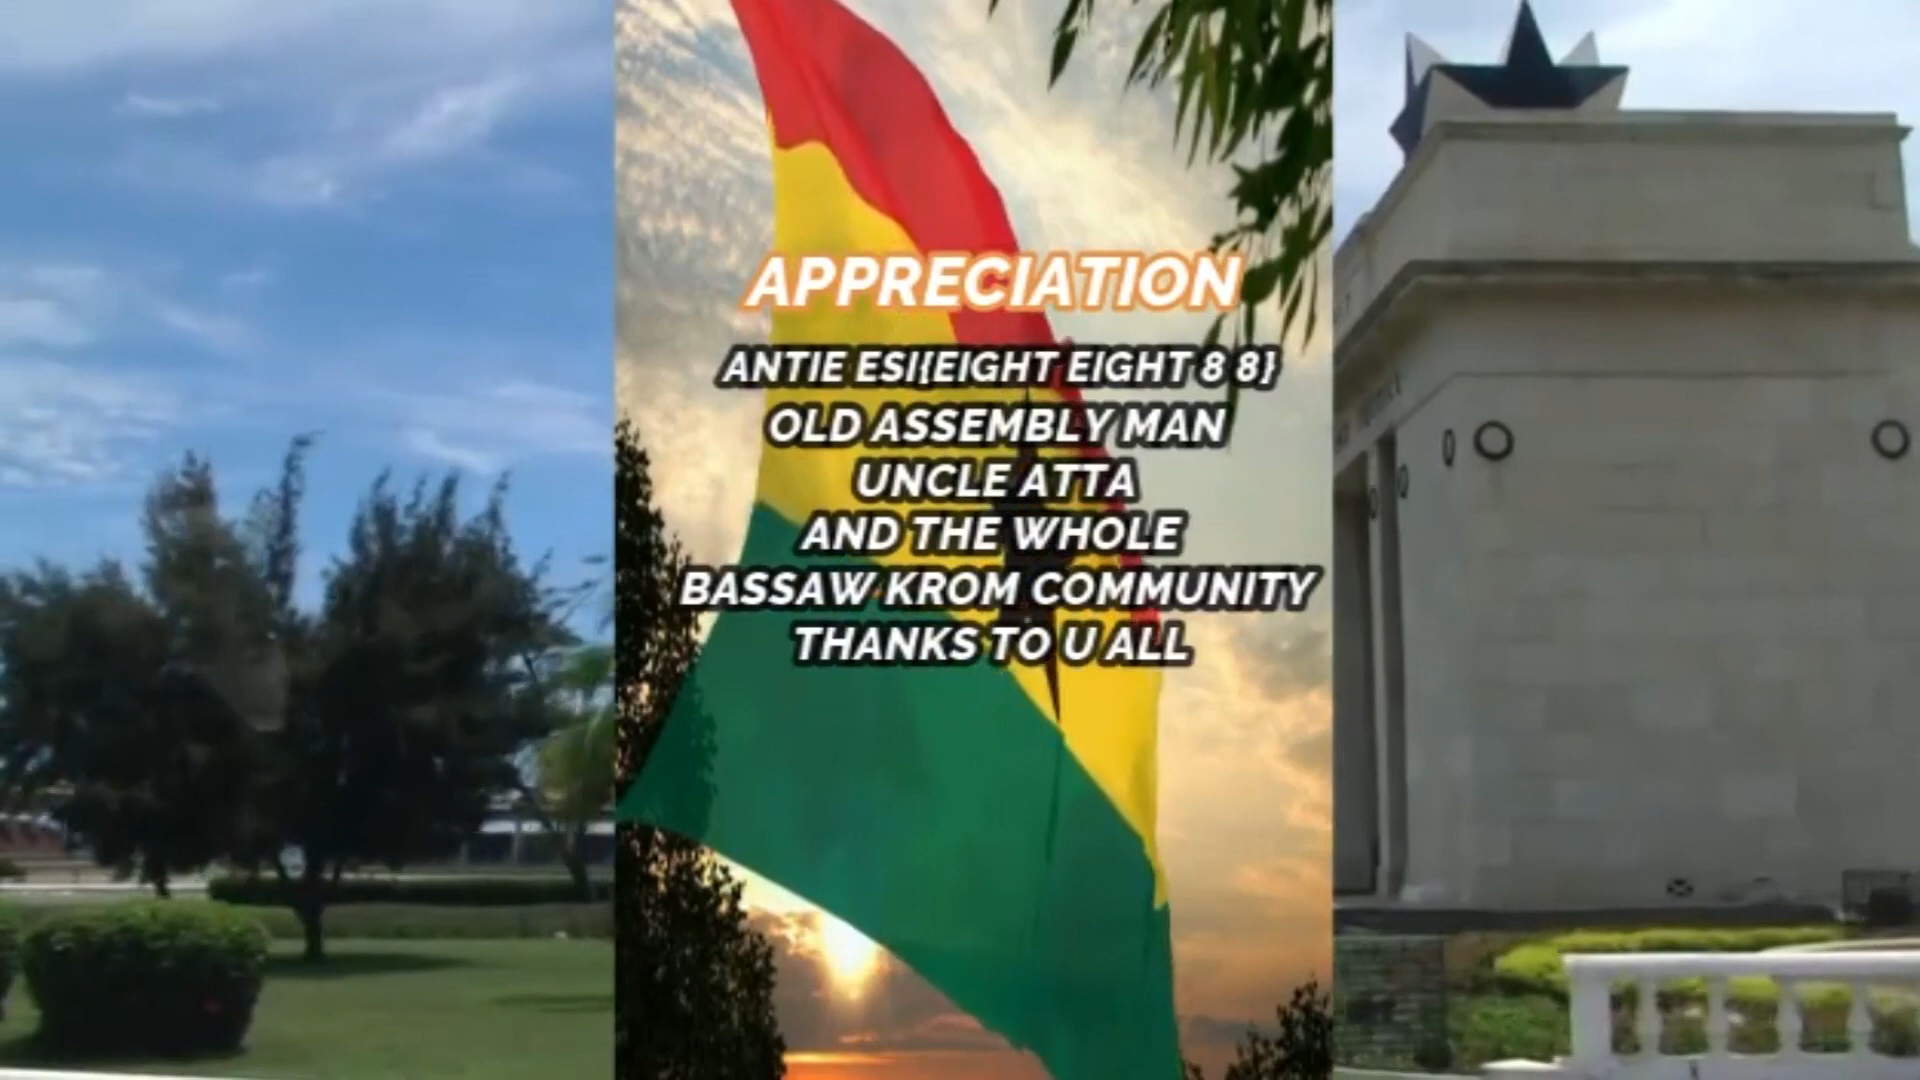 APPRECIATION
ANTIE ESI{EIGHT EIGHT 8 8}
OLD ASSEMBLY MAN
UNCLE ATTA
AND THE WHOLE
BASSAW KROM COMMUNITY
THANKS TO U ALL